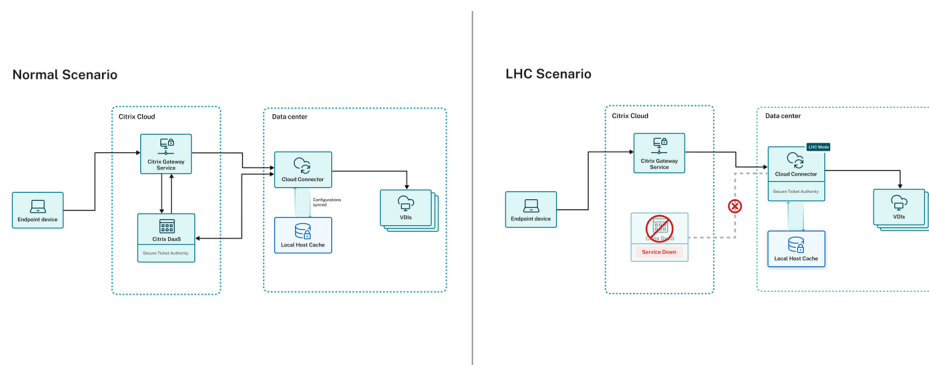 Normal Scenario
Citrix Cloud
Data center
Citrix Gateway
Service
Cloud Connector
Endpoint device
Configurations
synced
VDIs
Citrix DaaS
Secure Ticket Authority
Local Host Cache
LHC Scenario
Citrix Cloud
Data center
LHC Mode
Citrix Gateway
Service
Cloud Connector
Secure Ticket Authority
Endpoint device
VDIs
Service Down
Local Host Cache